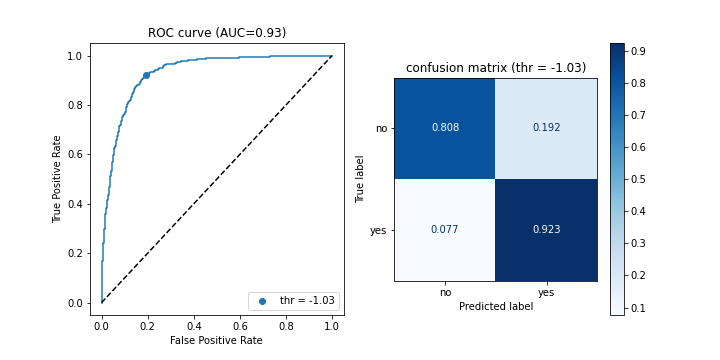 ROC curve (AUC=0.93)
True Positive Rate
1.0
0.8
0.6
0.4
0.2
0.0
0.0 0.2 0.4 0.6 0.8 1.0
False Positive Rate
thr = -1.03
confusion matrix (thr = -1.03)
True label
no
yes
0.808 0.192
0.077 0.923
no yes
Predicted label
0.9
0.8
0.7
0.6
0.5
0.4
0.3
0.2
0.1